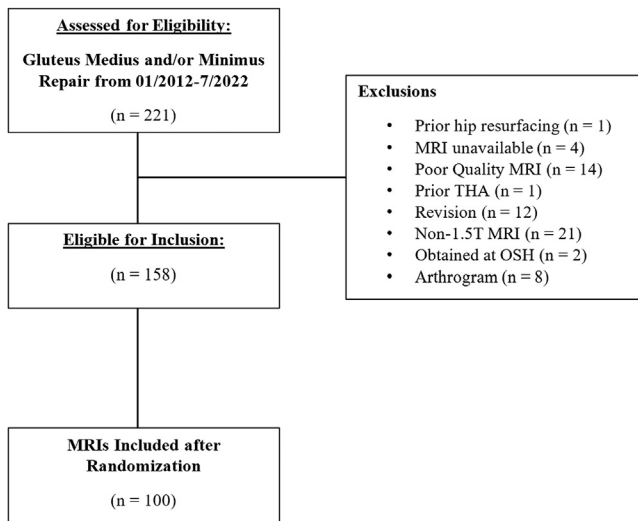 Assessed for Eligibility:
Gluteus Medius and/or Minimus
Repair from 01/2012-7/2022
(n = 221)
Exclusions
• Prior hip resurfacing (n = 1)
• MRI unavailable (n = 4)
• Poor Quality MRI (n = 14)
• Prior THA (n = 1)
• Revision (n = 12)
• Non-1.5T MRI (n = 21)
• Obtained at OSH (n = 2)
• Arthrogram (n = 8)
Eligible for Inclusion:
(n = 158)
MRIs Included after
Randomization
(n = 100)